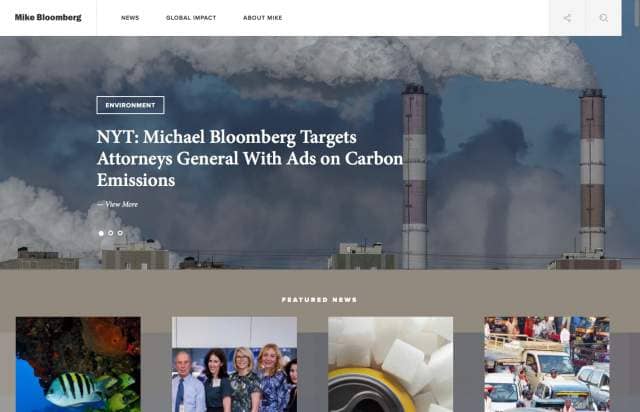 Mike Bloomberg
NEWS
GLOBAL IMPACT
ABOUT MIKE
ENVIRONMENT
NYT: Michael Bloomberg Targets
Attorneys General With Ads on Carbon
Emissions
— View More
FEATURED NEWS